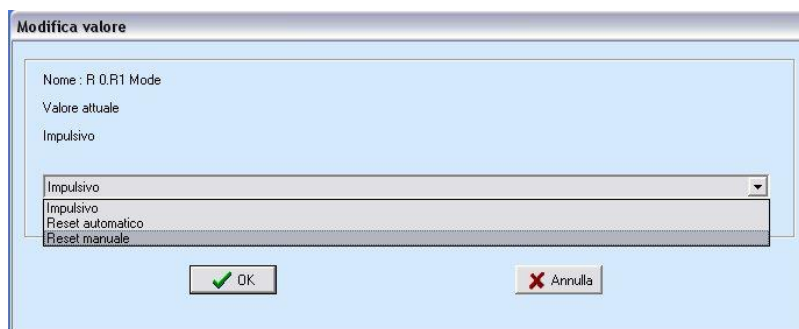 Modifica valore
Nome : R 0.R1 Mode
Valore attuale
Impulsivo
Impulsivo
Impulsivo
Reset automatico
Reset manuale
OK
Annulla